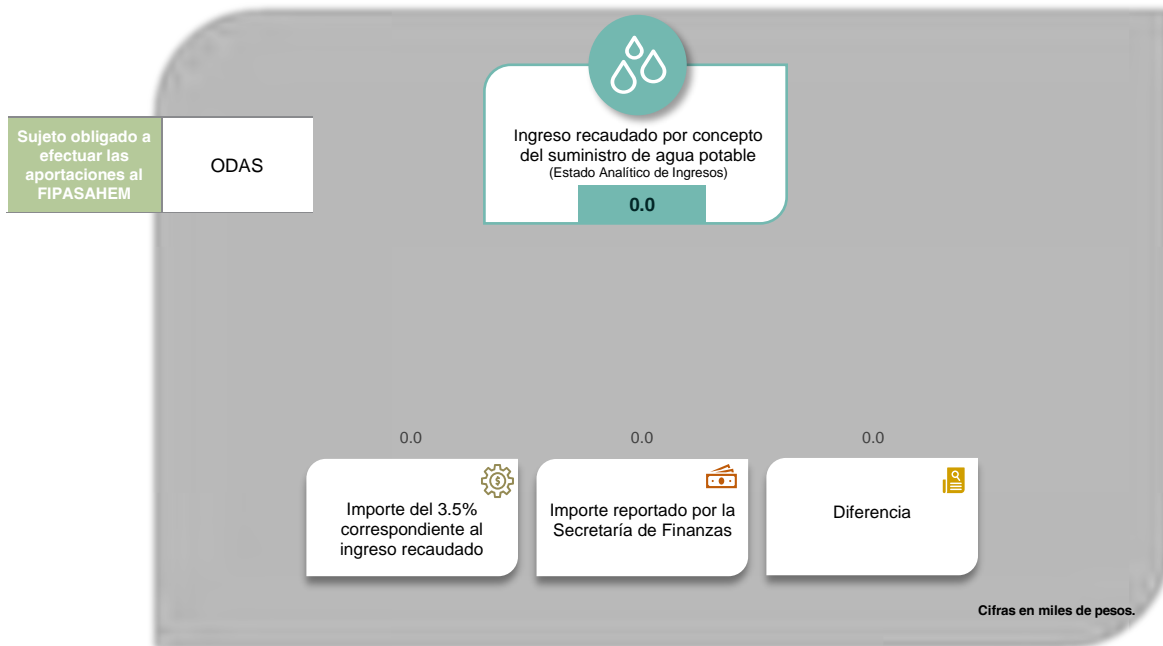 Sujeto obligado a
efectuar las
aportaciones al
FIPASAHEM
ODAS
Ingreso recaudado por concepto
del suministro de agua potable
(Estado Analítico de Ingresos)
0.0
0.0
0.0
0.0
Importe del 3.5%
correspondiente al
ingreso recaudado
Importe reportado por la
Secretaría de Finanzas
Diferencia
Cifras en miles de pesos.